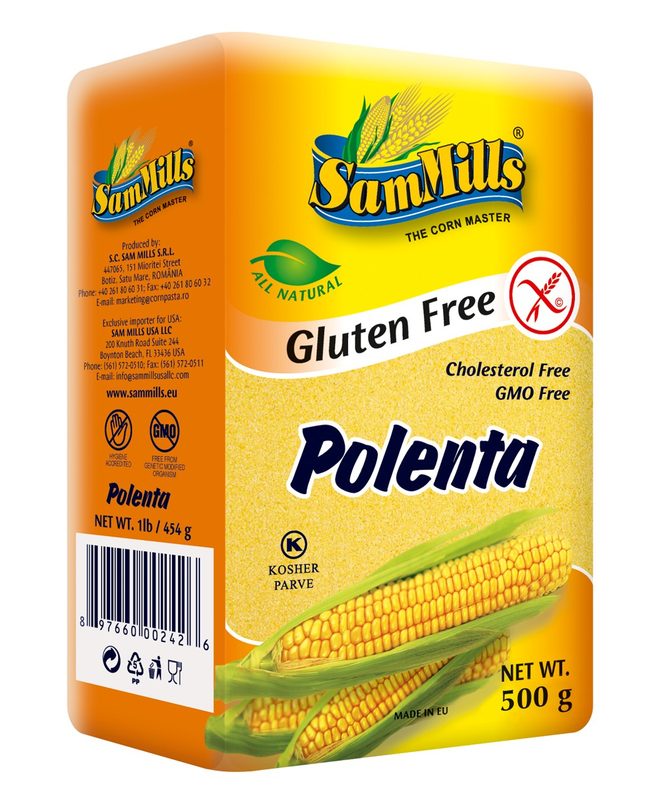 SamMills®
THE CORN MASTER
Produced by:
S.C. SAM MILLS S.R.L.
447065, 151 Mioritei Street
Botiz, Satu Mare, ROMÂNIA
Phone: +40 261 80 60 31; Fax: +40 261 80 60 32
E-mail: marketing@cornpasta.ro
Exclusive importer for USA:
SAM MILLS USA LLC
200 Knuth Road Suite 244
Boynton Beach, FL 33436 USA
Phone: (561) 572-0510; Fax: (561) 572-0511
E-mail: info@sammillsusallc.com
www.sammills.eu
GMO
HYGIENE
ACCREDITED
FREE FROM
GENETIC MODIFIED
ORGANISM
Polenta
NET WT. 1lb / 454 g
8 97660 00242 6
5
PP
SamMills®
THE CORN MASTER
ALL NATURAL
Gluten Free
©
Cholesterol Free
GMO Free
Polenta
K
KOSHER
PARVE
NET WT.
500 g
MADE IN EU